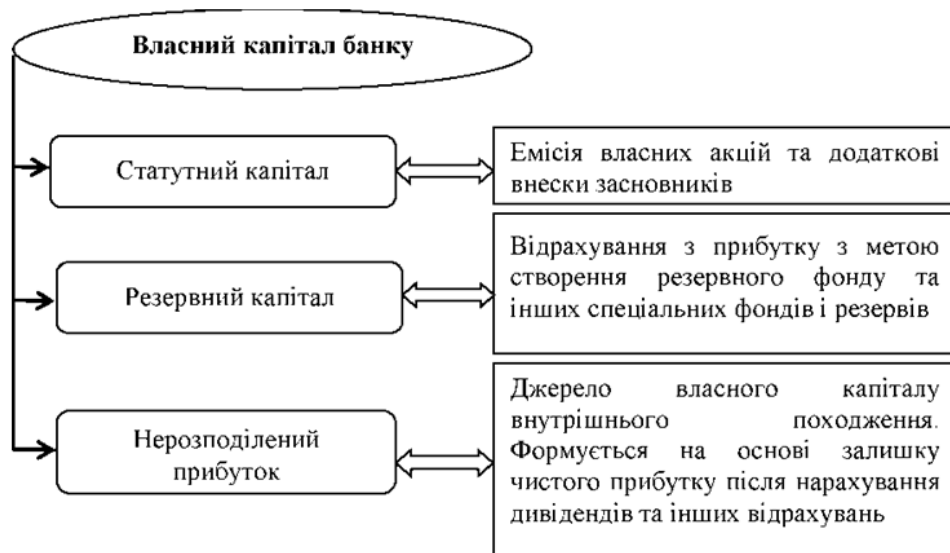 Власний капітал банку
Статутний капітал
Емісія власних акцій та додаткові
внески засновників
Резервний капітал
Відрахування з прибутку з метою
створення резервного фонду та
інших спеціальних фондів і резервів
Нерозподілений
прибуток
Джерело власного капіталу
внутрішнього походження.
Формується на основі залишку
чистого прибутку після нарахування
дивідендів та інших відрахувань